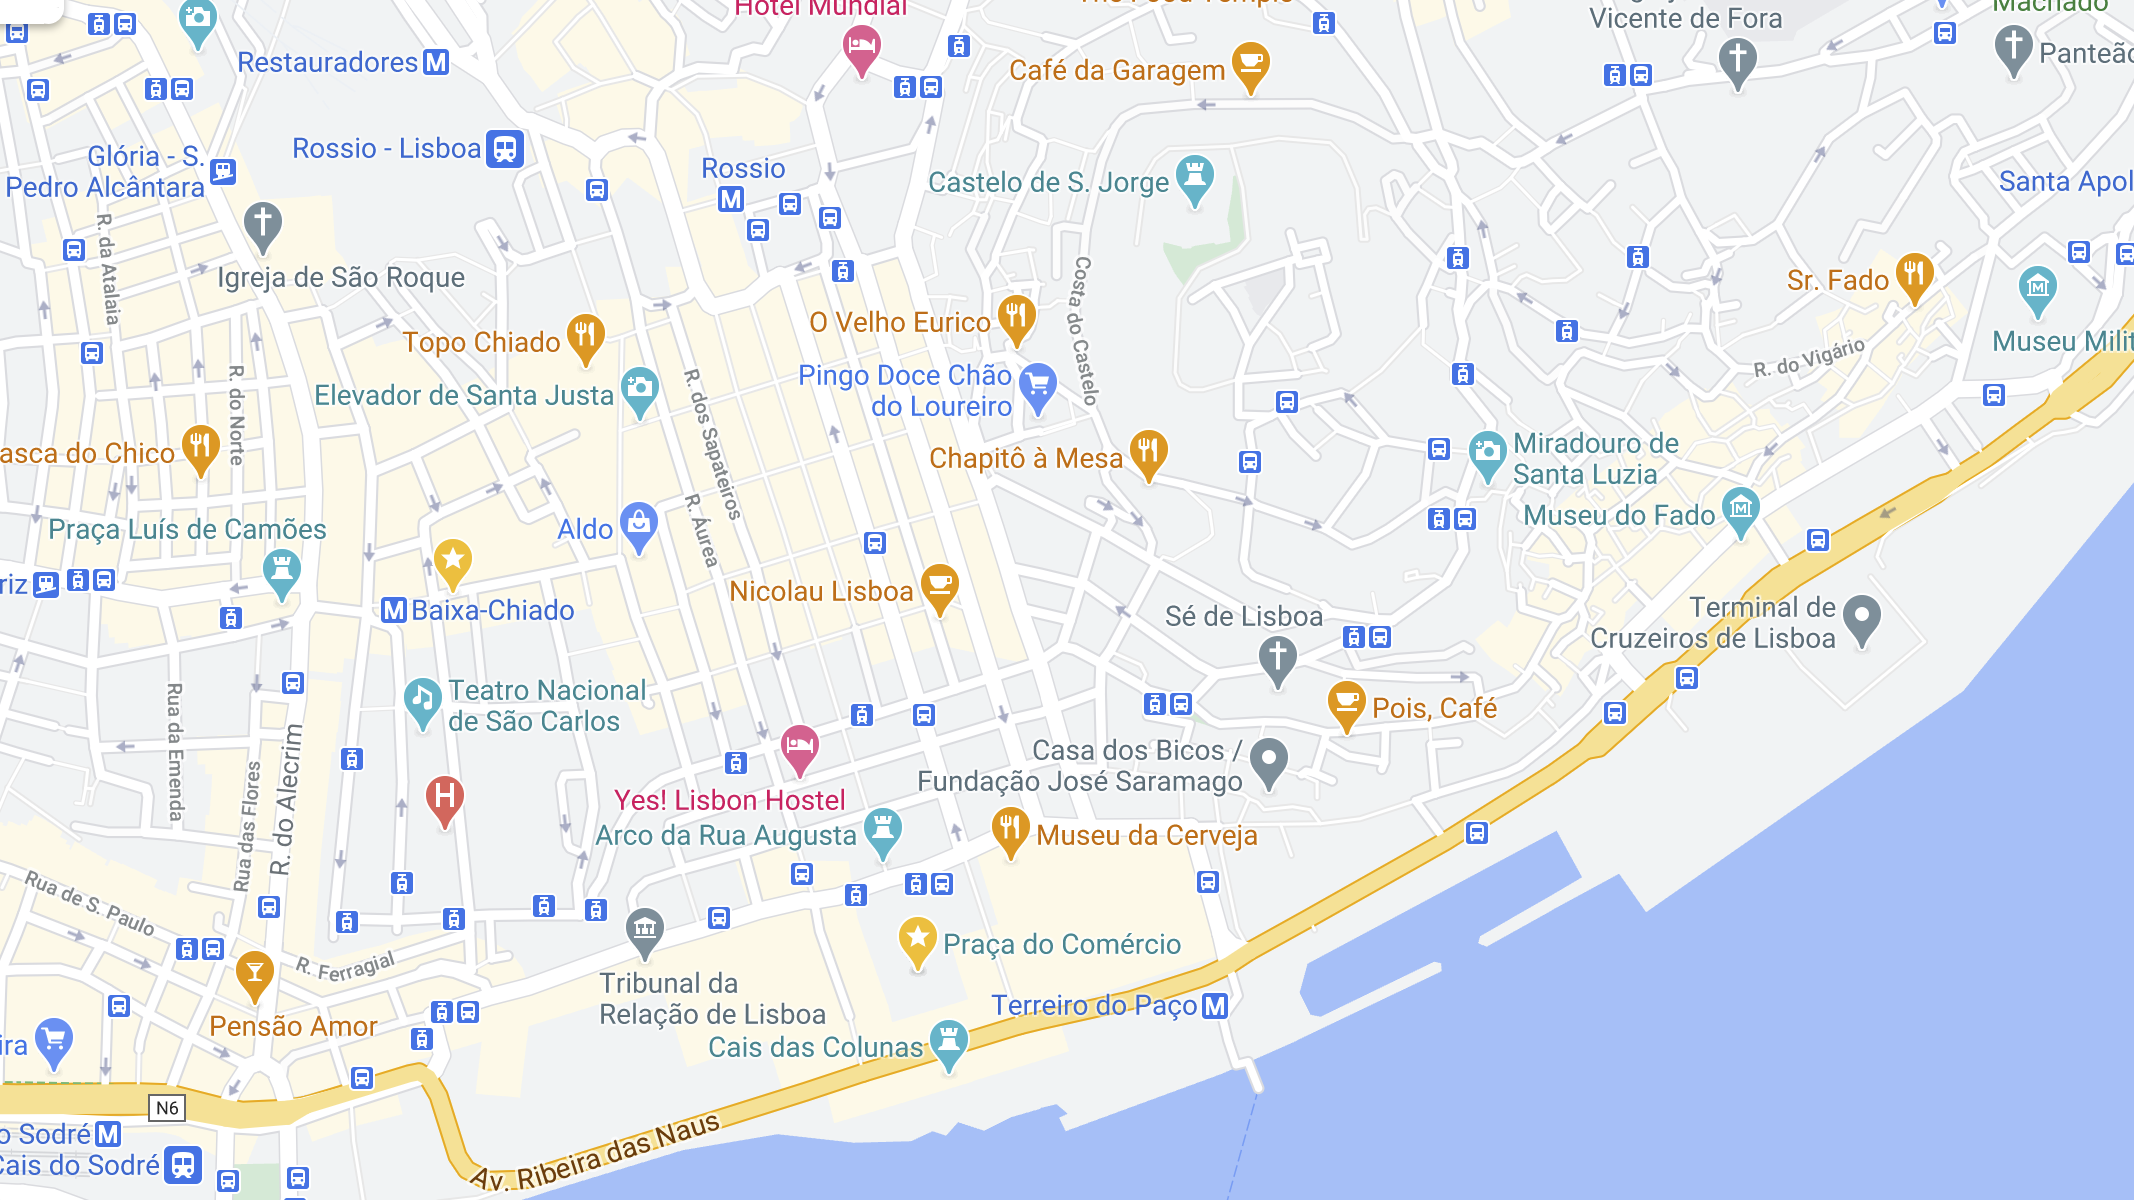 Hotel Mundial
Vicente de Fora
Machado
Restauradores M
Café da Garagem
Rossio - Lisboa
Glória - S.
Pedro Alcântara
Rossio
M
Castelo de S. Jorge
R. da Atalaia
Igreja de São Roque
Costa do Castelo
Sr. Fado
O Velho Eurico
Topo Chiado
R. do Vigário
Pingo Doce Chão
do Loureiro
Elevador de Santa Justa
R. do Norte
R. dos Sapateiros
asca do Chico
Chapitô à Mesa
Miradouro de
Santa Luzia
Museu do Fado
M
Praça Luís de Camões
Aldo
R. Áurea
riz
Nicolau Lisboa
M Baixa-Chiado
Sé de Lisboa
Terminal de
Cruzeiros de Lisboa
Teatro Nacional
de São Carlos
Pois, Café
Rua da Emenda
R. do Alecrim
Rua das Flores
H
Casa dos Bicos /
Fundação José Saramago
Yes! Lisbon Hostel
Arco da Rua Augusta
Museu da Cerveja
Rua de S. Paulo
R. Ferragial
Praça do Comércio
Tribunal da
Relação de Lisboa
Terreiro do Paço M
Pensão Amor
Cais das Colunas
ira
N6
o Sodré M
Cais do Sodré
Av. Ribeira das Naus
Santa Apol
Museu Milit
M
Panteão